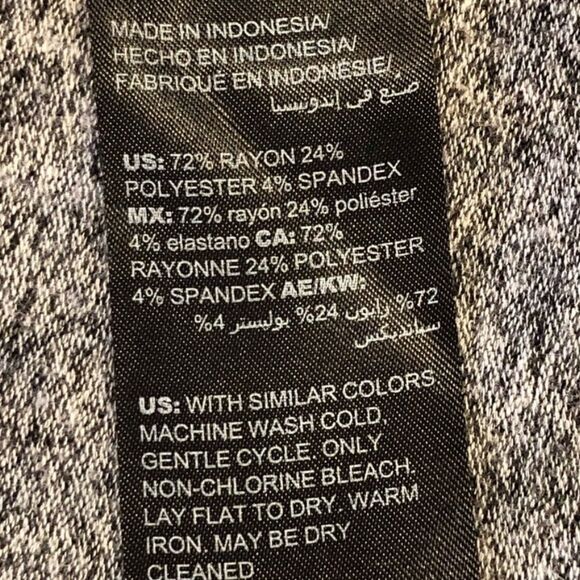 MADE IN INDONESIA/
HECHO EN INDONESIA/
FABRIQUE EN INDONESIE/
صنع في إندونيسيا
US: 72% RAYON 24%
POLYESTER 4% SPANDEX
MX: 72% rayón 24% poliéster
4% elastano CA: 72%
RAYONNE 24% POLYESTER
4% SPANDEX AE/KW:
72% رايون 24% بوليستر 4%
سبانديكس
US: WITH SIMILAR COLORS
MACHINE WASH COLD,
GENTLE CYCLE. ONLY
NON-CHLORINE BLEACH.
LAY FLAT TO DRY. WARM
IRON. MAY BE DRY
CLEANED